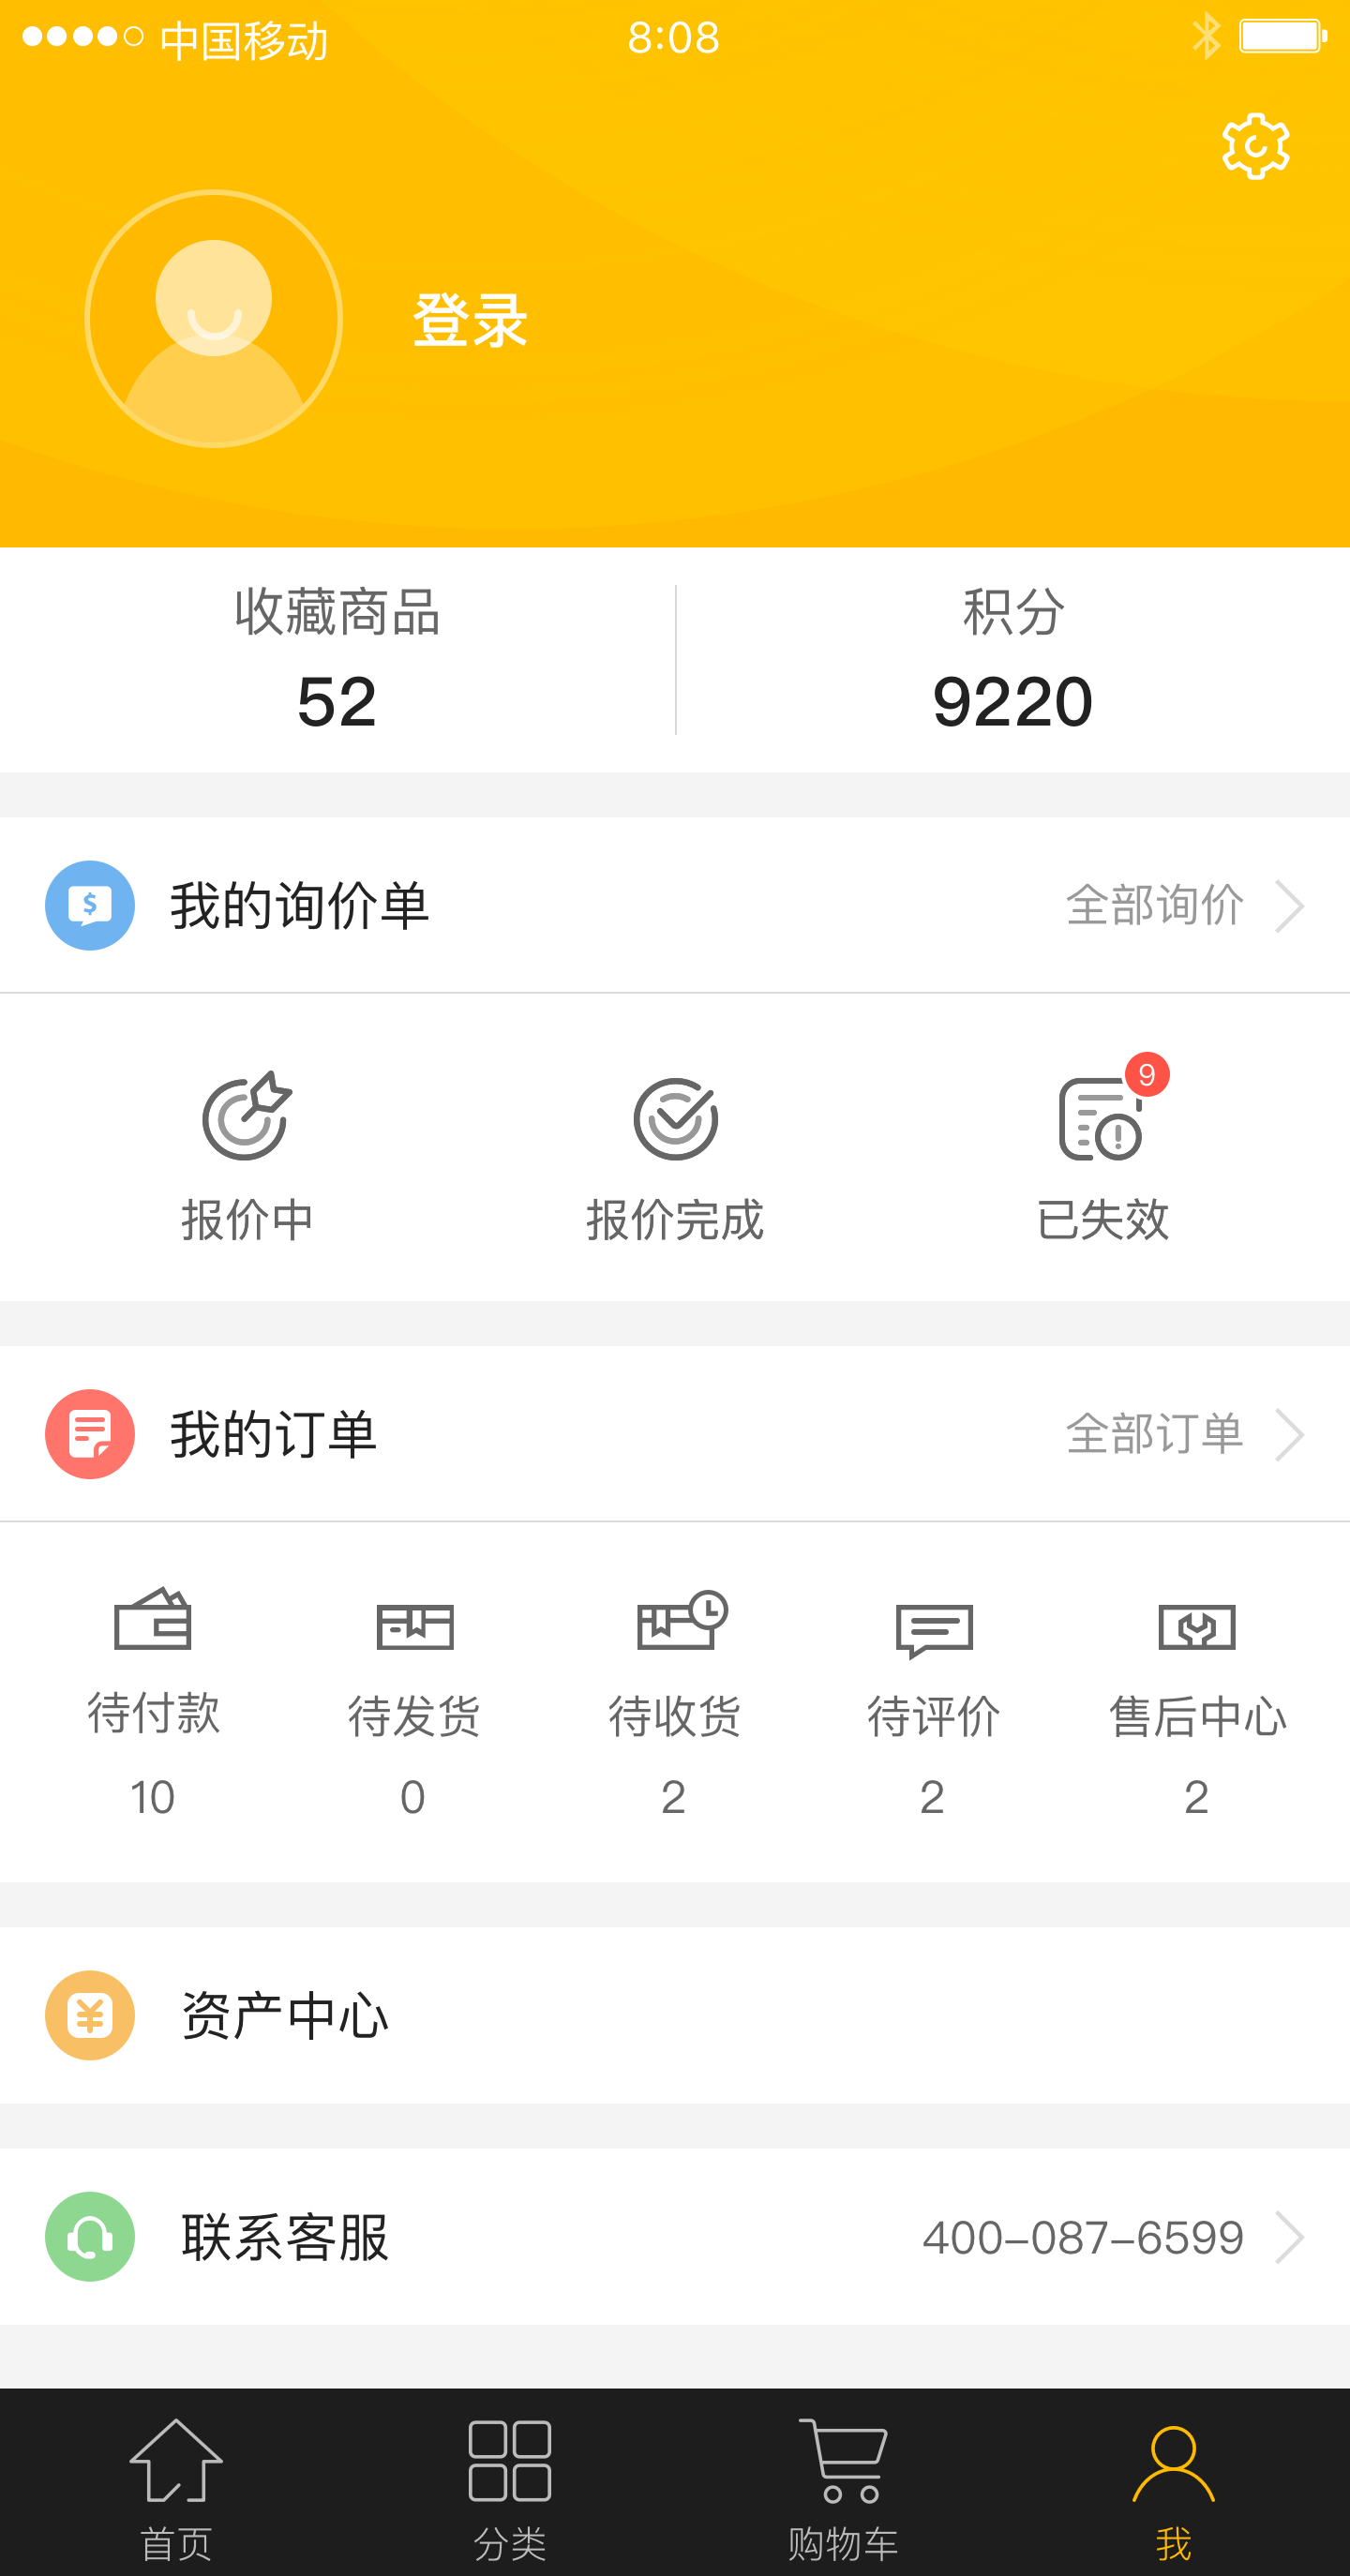 中国移动 8:08
登录
收藏商品 积分
52 9220
$ 我的询价单 全部询价
9
报价中 报价完成 已失效
我的订单 全部订单
待付款 待发货 待收货 待评价 售后中心
10 0 2 2 2
¥ 资产中心
联系客服 400-087-6599
首页 分类 购物车 我